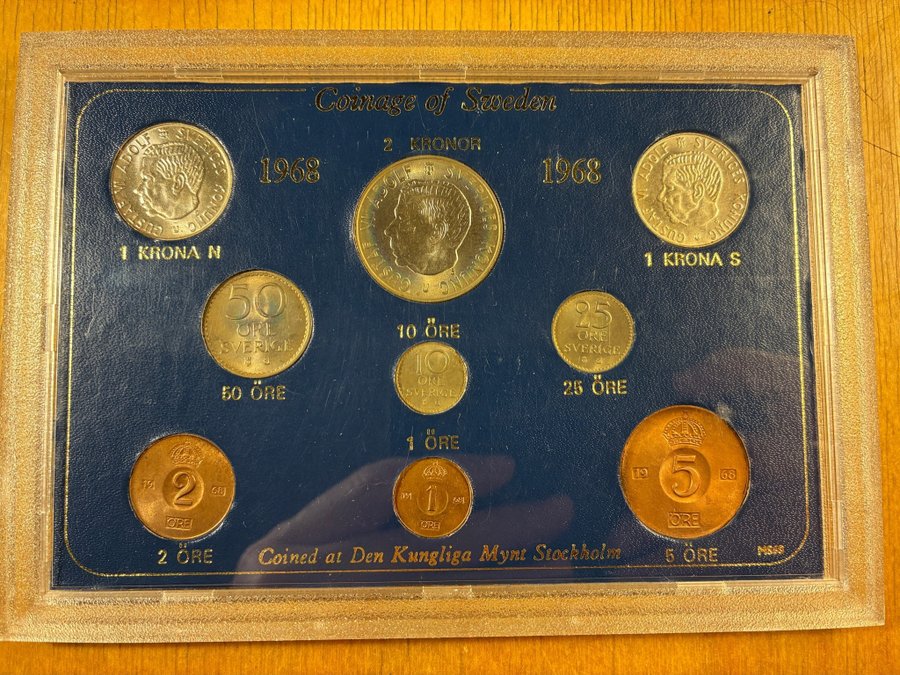 Coinage of Sweden
2 KRONOR
1968
1968
GUSTAF VI ADOLF SVERIGES KONUNG
GUSTAF VI ADOLF SVERIGES KONUNG
GUSTAF VI ADOLF SVERIGES KONUNG
1 KRONA N
1 KRONA S
50
ÖRE
SVERIGE
50 ÖRE
10 ÖRE
10
ÖRE
SVERIGE
25
ÖRE
SVERIGE
25 ÖRE
1 ÖRE
2
ÖRE
2 ÖRE
1
ÖRE
19 5 68
ÖRE
5 ÖRE
Coined at Den Kungliga Mynt Stockholm